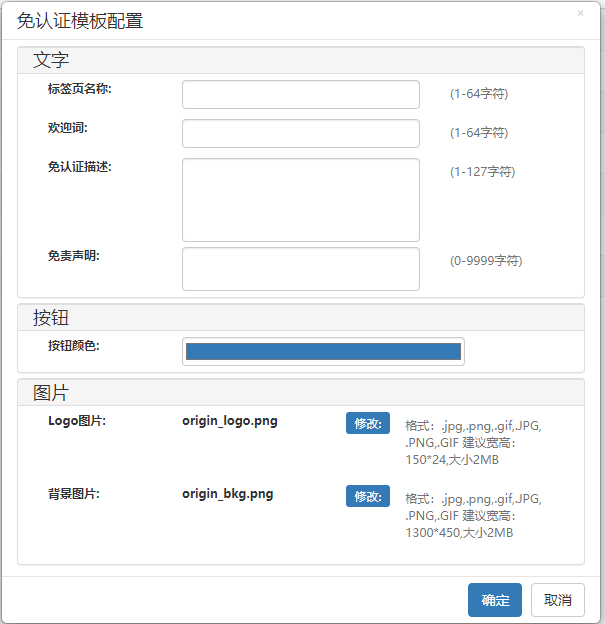 免认证模板配置
×
文字
标签页名称:
(1-64字符)
欢迎词:
(1-64字符)
免认证描述:
(1-127字符)
免责声明:
(0-9999字符)
按钮
按钮颜色:
图片
Logo图片:
origin_logo.png
修改:
格式：.jpg,.png,.gif,.JPG,
.PNG,.GIF 建议宽高：
150*24,大小2MB
背景图片:
origin_bkg.png
修改:
格式：.jpg,.png,.gif,.JPG,
.PNG,.GIF 建议宽高：
1300*450,大小2MB
确定
取消